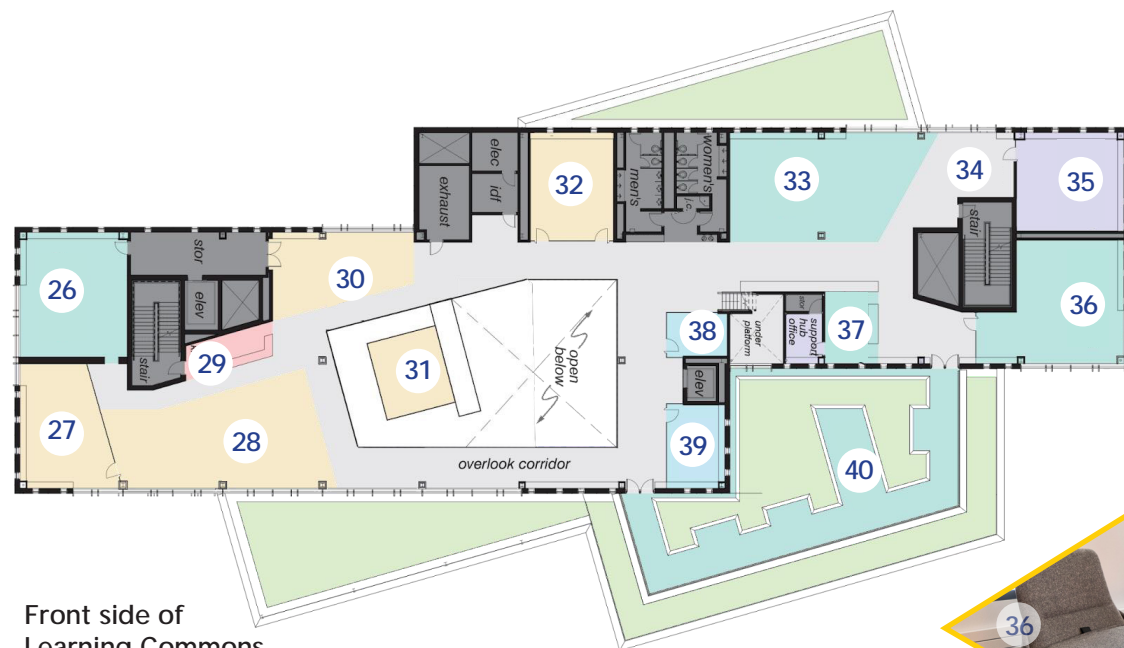 elec
women's
32
men's
33
34
35
exhaust
idf
j.c.
stor
stair
26
30
36
elev
38
under
platform
stor
support
hub
office
37
29
open
below
31
stair
elev
27
28
39
40
overlook corridor
Front side of
Learning Commons
36